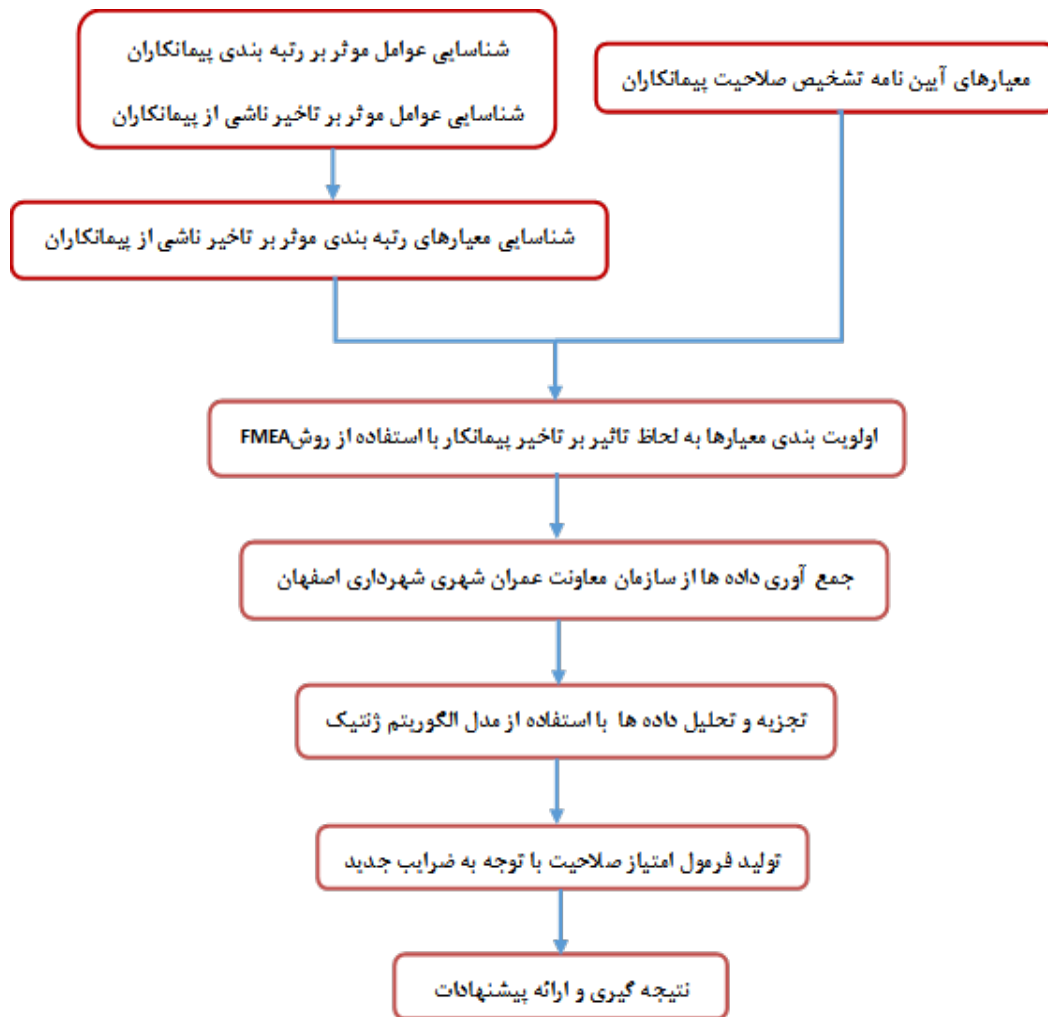 شناسایی عوامل موثر بر رتبه بندی پیمانکاران
شناسایی عوامل موثر بر تاخیر ناشی از پیمانکاران
معیارهای آیین نامه تشخیص صلاحیت پیمانکاران
شناسایی معیارهای رتبه بندی موثر بر تاخیر ناشی از پیمانکاران
اولویت بندی معیارها به لحاظ تاثیر بر تاخیر پیمانکار با استفاده از روشFMEA
جمع آوری داده ها از سازمان معاونت عمران شهری شهرداری اصفهان
تجزیه و تحلیل داده ها با استفاده از مدل الگوریتم ژنتیک
تولید فرمول امتیاز صلاحیت با توجه به ضرایب جدید
نتیجه گیری و ارائه پیشنهادات